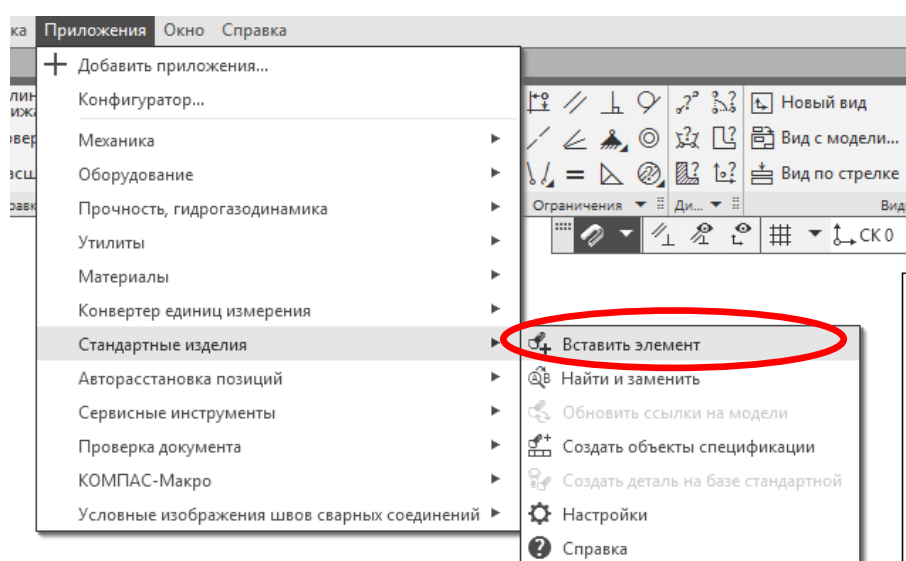 ка Приложения Окно Справка
Добавить приложения...
Конфигуратор...
Механика
Оборудование
Прочность, гидрогазодинамика
Утилиты
Материалы
Конвертер единиц измерения
Стандартные изделия
Авторасстановка позиций
Сервисные инструменты
Проверка документа
КОМПАС-Макро
Условные изображения швов сварных соединений
Новый вид
Вид с модели...
Вид по стрелке
Ограничения
Ди...
Вид
СК 0
Вставить элемент
Найти и заменить
Обновить ссылки на модели
Создать объекты спецификации
Создать деталь на базе стандартной
Настройки
Справка